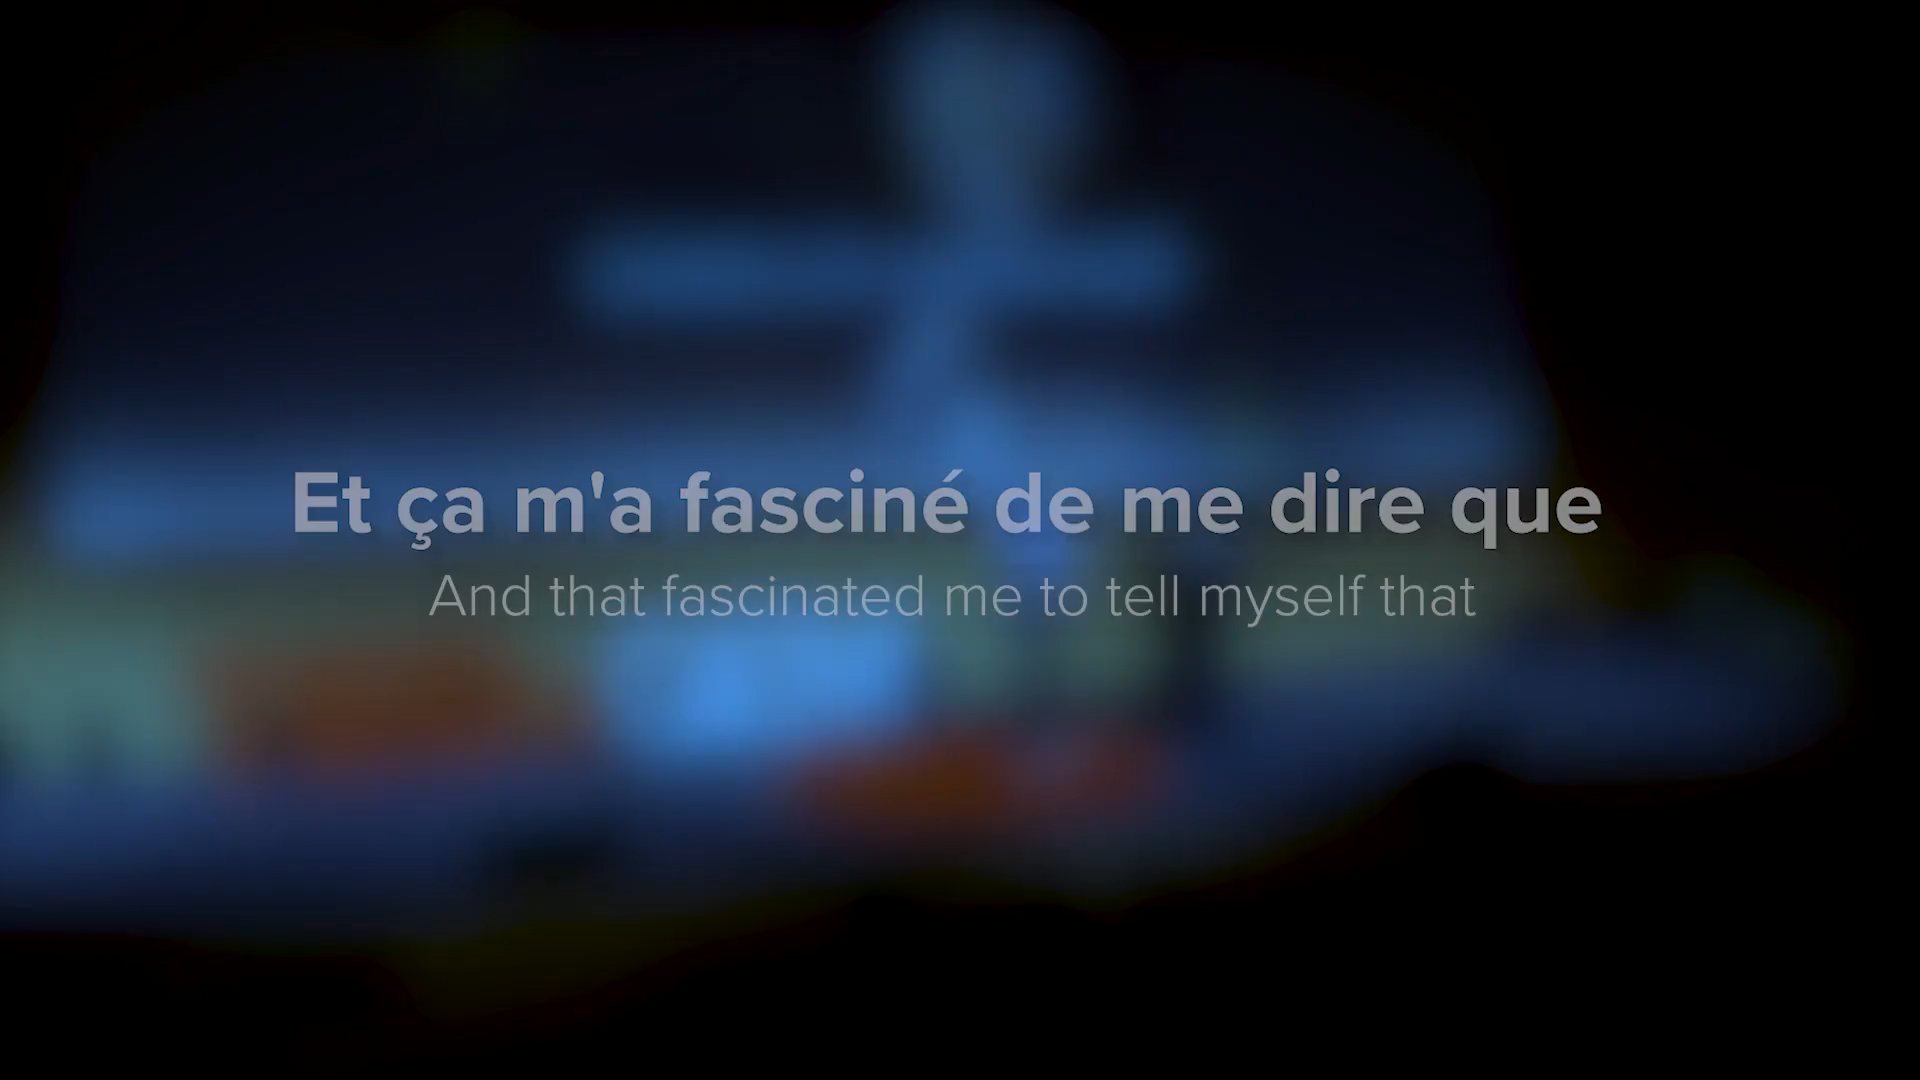 Et ça m'a fasciné de me dire que
And that fascinated me to tell myself that